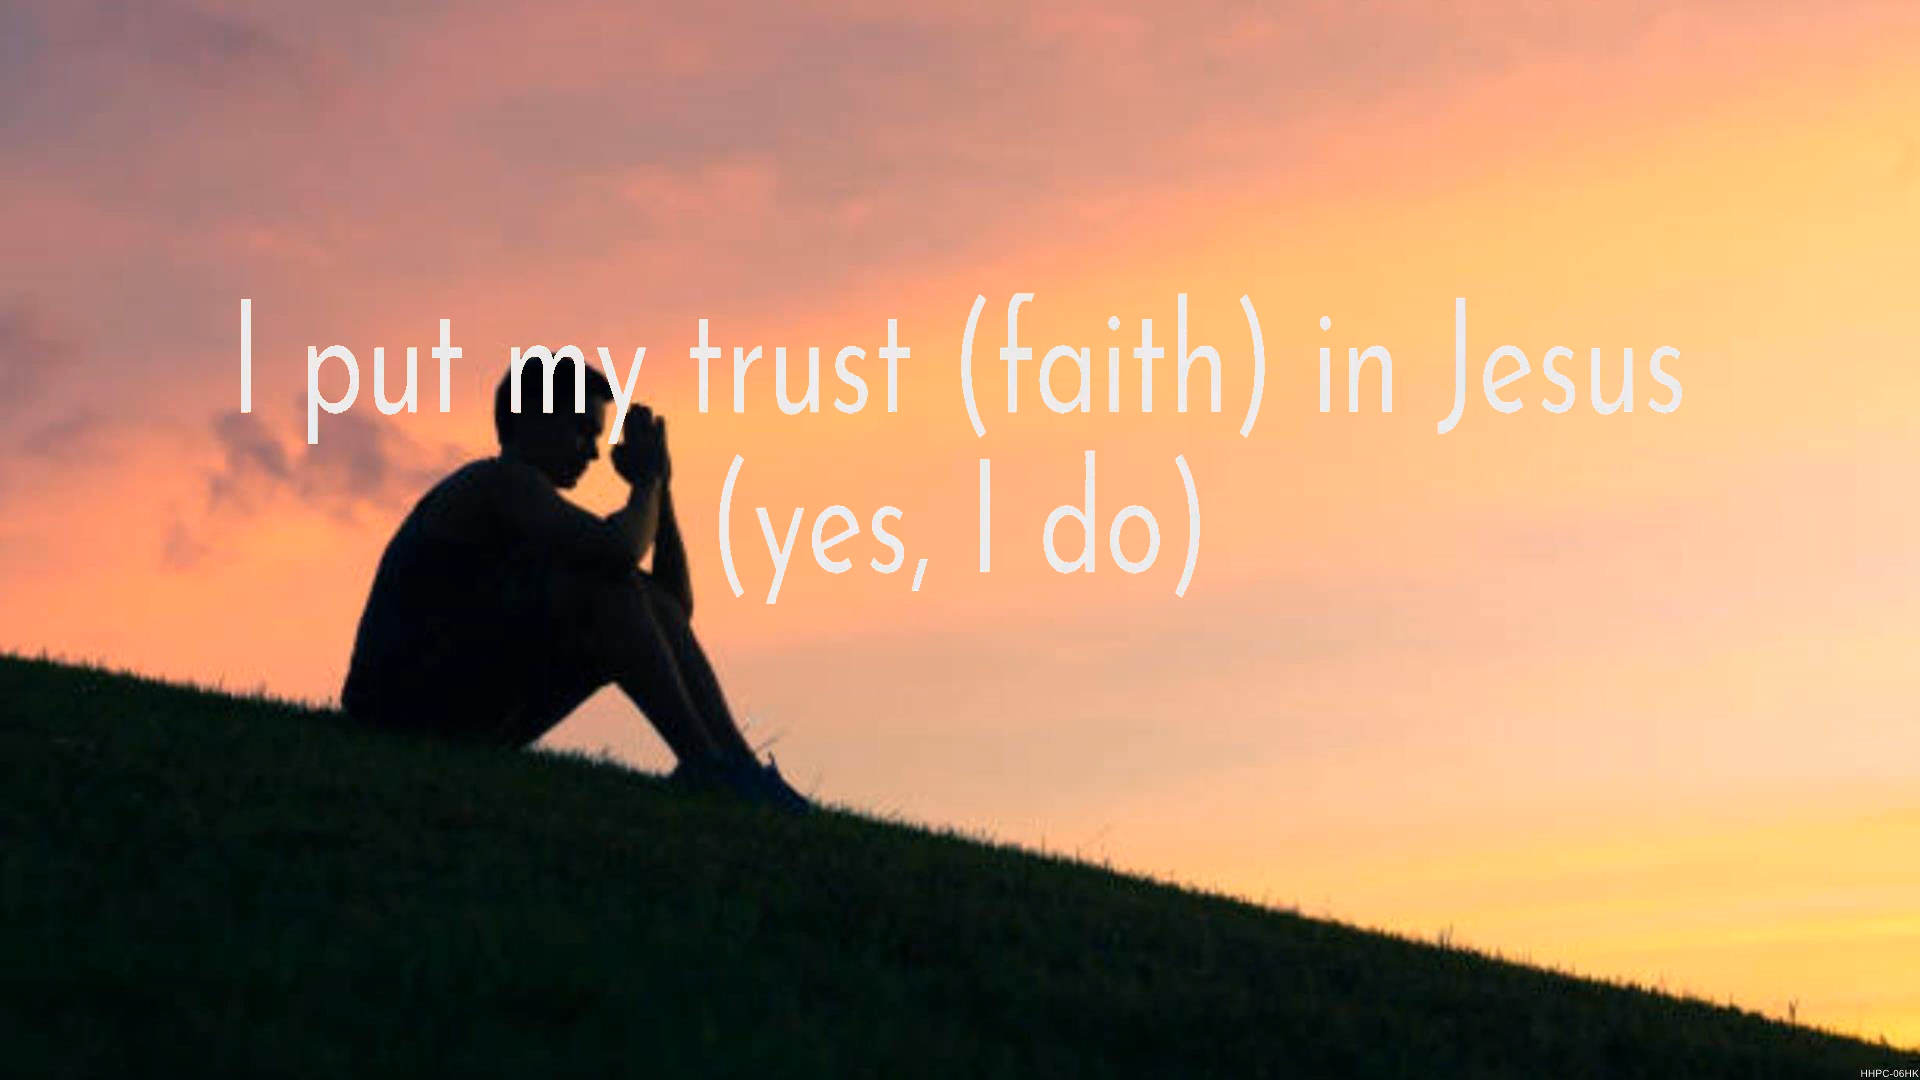 I put my trust (faith) in Jesus
(yes, I do)
HHPC-06HK